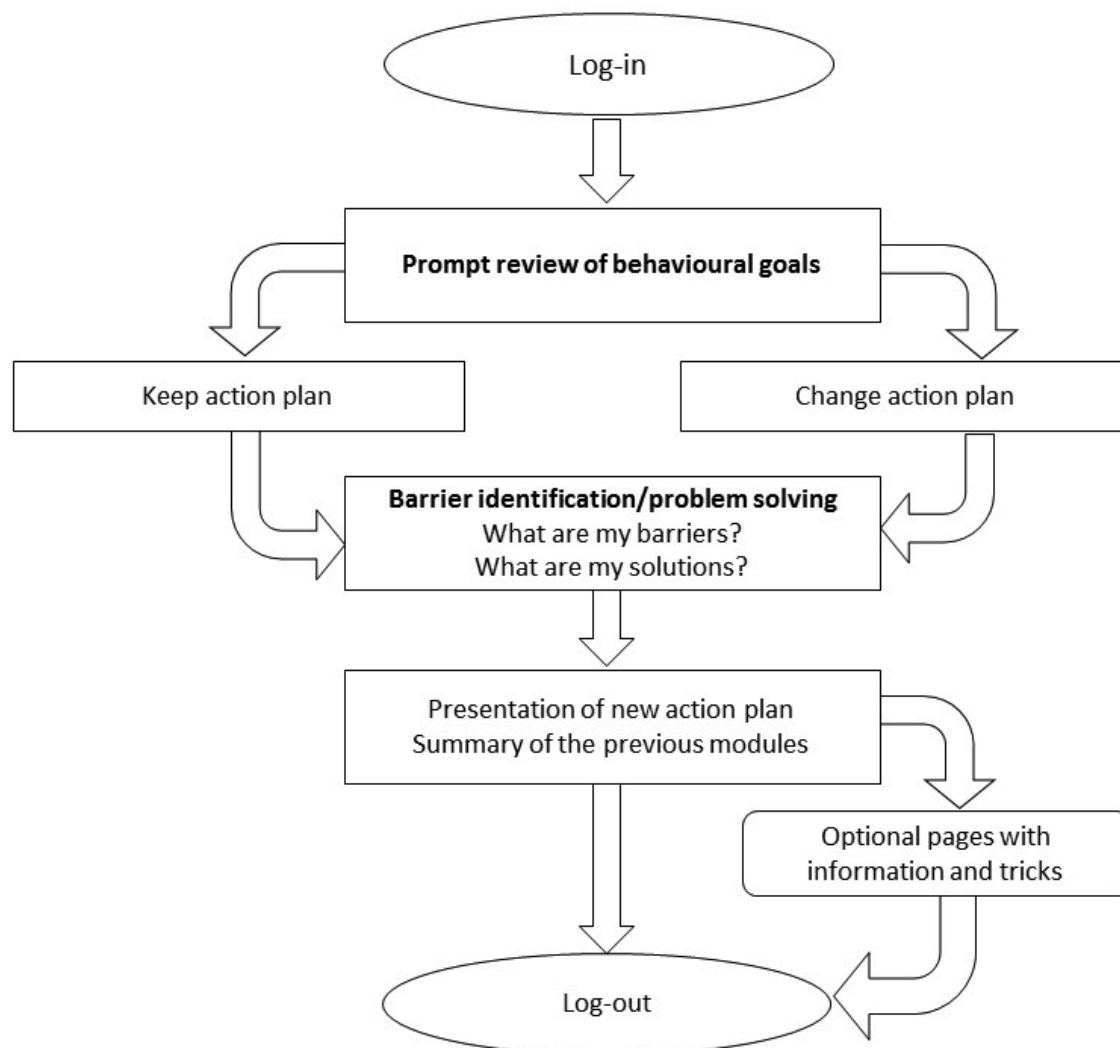 Log-in
Prompt review of behavioural goals
Keep action plan
Change action plan
Barrier identification/problem solving
What are my barriers?
What are my solutions?
Presentation of new action plan
Summary of the previous modules
Optional pages with
information and tricks
Log-out